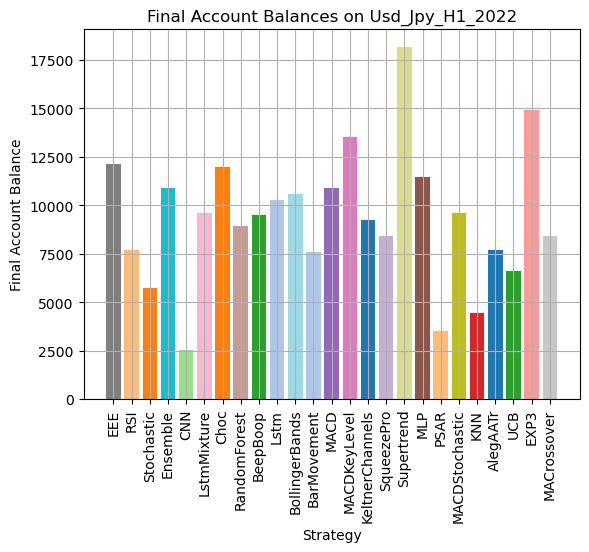 Final Account Balances on Usd_Jpy_H1_2022
Final Account Balance
17500
15000
12500
10000
7500
5000
2500
0
EEE
RSI
Stochastic
Ensemble
CNN
LstmMixture
Choc
RandomForest
BeepBoop
Lstm
BollingerBands
BarMovement
MACD
MACDKeyLevel
KeltnerChannels
SqueezePro
Supertrend
MLP
PSAR
MACDStochastic
KNN
AlegAATr
UCB
EXP3
MACrossover
Strategy